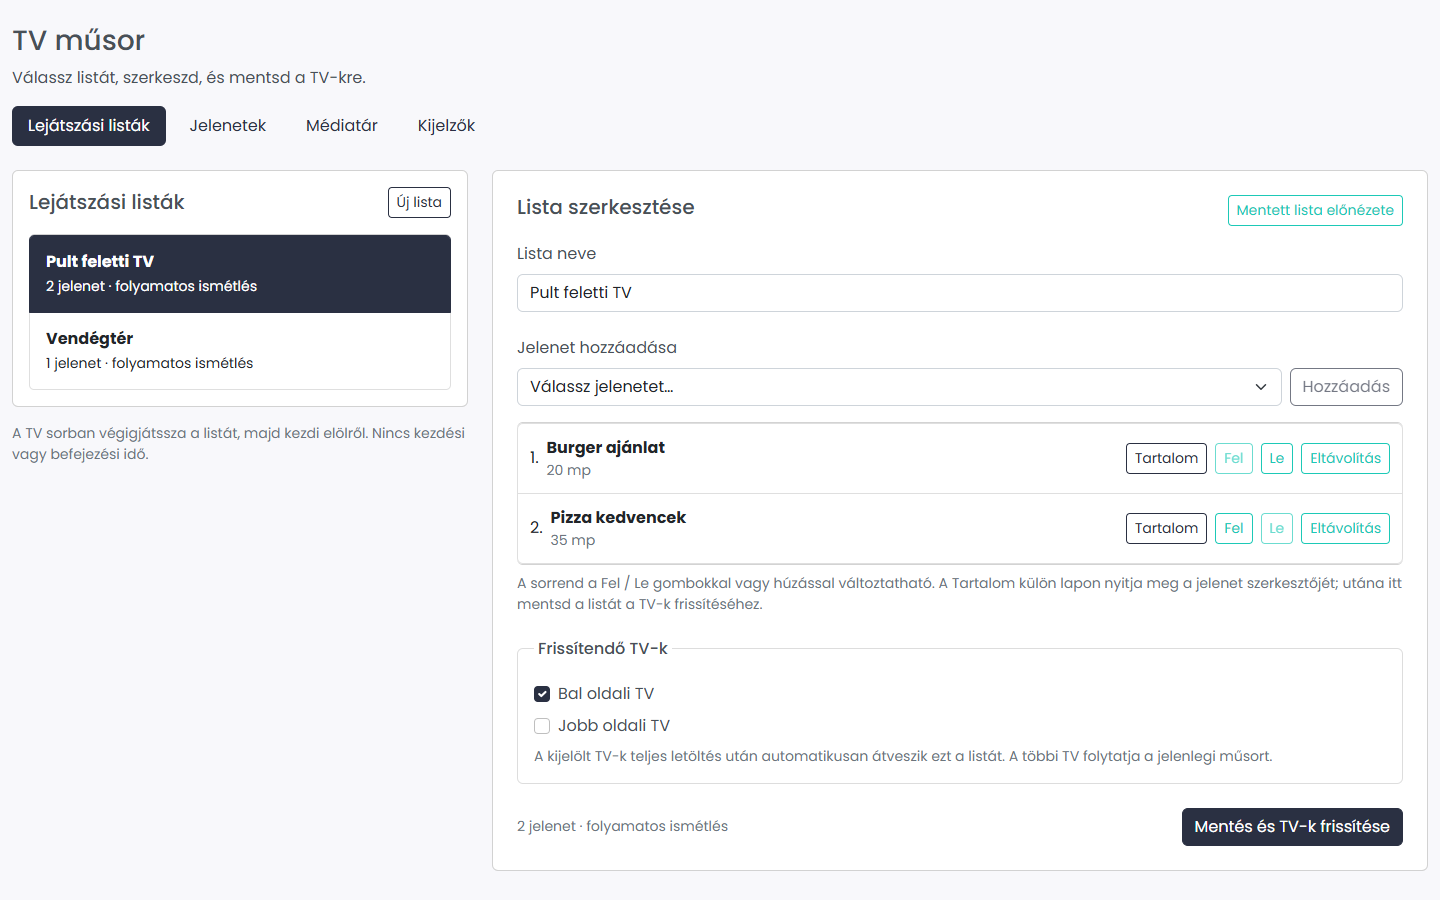 TV műsor
Válassz listát, szerkeszd, és mentsd a TV-kre.
Lejátszási listák
Jelenetek
Médiatár
Kijelzők
Lejátszási listák
Új lista
Pult feletti TV
2 jelenet · folyamatos ismétlés
Vendégtér
1 jelenet · folyamatos ismétlés
A TV sorban végigjátssza a listát, majd kezdi elölről. Nincs kezdési
vagy befejezési idő.
Lista szerkesztése
Mentett lista előnézete
Lista neve
Pult feletti TV
Jelenet hozzáadása
Válassz jelenetet...
Hozzáadás
1. Burger ajánlat
20 mp
Tartalom
Fel
Le
Eltávolítás
2. Pizza kedvencek
35 mp
Tartalom
Fel
Le
Eltávolítás
A sorrend a Fel / Le gombokkal vagy húzással változtatható. A Tartalom külön lapon nyitja meg a jelenet szerkesztőjét; utána itt
mentsd a listát a TV-k frissítéséhez.
Frissítendő TV-k
Bal oldali TV
Jobb oldali TV
A kijelölt TV-k teljes letöltés után automatikusan átveszik ezt a listát. A többi TV folytatja a jelenlegi műsort.
2 jelenet · folyamatos ismétlés
Mentés és TV-k frissítése